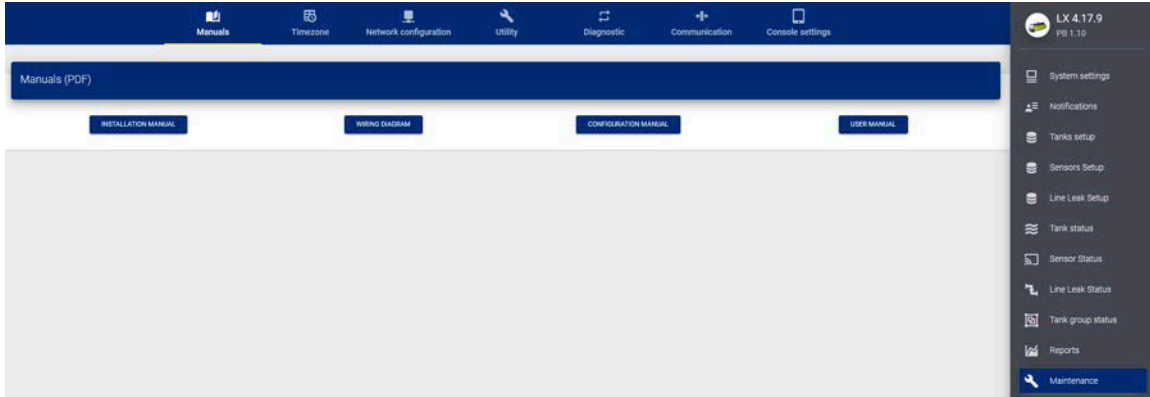 Manuals
Timezone
Network configuration
Utility
Diagnostic
Communication
Console settings
Manuals (PDF)
INSTALLATION MANUAL
WIRING DIAGRAM
CONFIGURATION MANUAL
USER MANUAL
LX 4.17.9
PB 1.10
System settings
Notifications
Tanks setup
Sensors Setup
Line Leak Setup
Tank status
Sensor Status
Line Leak Status
Tank group status
Reports
Maintenance